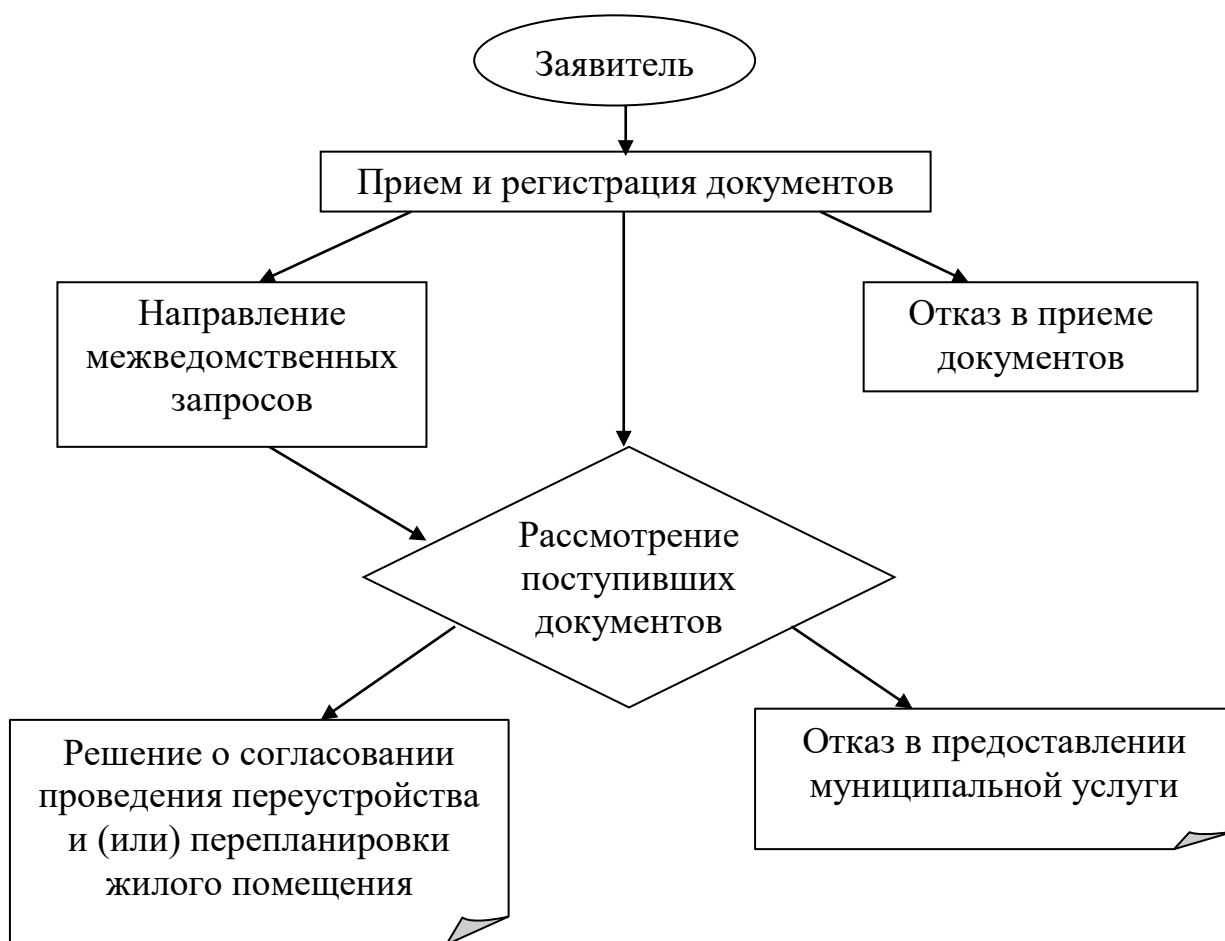 Заявитель
Прием и регистрация документов
Направление
межведомственных
запросов
Отказ в приеме
документов
Рассмотрение
поступивших
документов
Решение о согласовании
проведения переустройства
и (или) перепланировки
жилого помещения
Отказ в предоставлении
муниципальной услуги